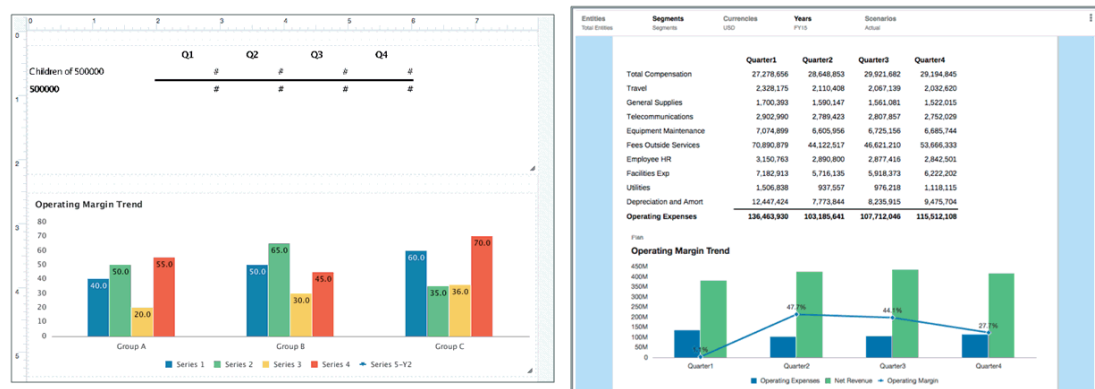 0 1 2 3 4 5 6 7
0
Q1 Q2 Q3 Q4
Children of 500000 # # # #
500000 # # # #
1
2
Operating Margin Trend
3
80
70
60
50
40
30
20
10
0
4
40.0 50.0 20.0 55.0
50.0 65.0 30.0 45.0
60.0 35.0 36.0 70.0
Group A Group B Group C
5
Series 1 Series 2 Series 3 Series 4 Series 5-Y2
Entities Segments Currencies Years Scenarios
Total Entities Segments USD FY15 Actual
Quarter1 Quarter2 Quarter3 Quarter4
Total Compensation 27,278,656 28,648,853 29,921,682 29,194,845
Travel 2,328,175 2,110,408 2,067,139 2,032,620
General Supplies 1,700,393 1,590,147 1,561,081 1,522,015
Telecommunications 2,902,990 2,789,423 2,807,857 2,752,029
Equipment Maintenance 7,074,899 6,605,956 6,725,156 6,685,744
Fees Outside Services 70,890,879 44,122,517 46,621,210 53,666,333
Employee HR 3,150,763 2,890,800 2,877,416 2,842,501
Facilities Exp 7,182,913 5,716,135 5,918,373 6,222,202
Utilities 1,506,838 937,557 976,218 1,118,115
Depreciation and Amort 12,447,424 7,773,844 8,235,915 9,475,704
Operating Expenses 136,463,930 103,185,641 107,712,046 115,512,108
Operating Margin Trend
450M
400M
350M
300M
250M
200M
150M
100M
50M
0
47.7% 27.7%
Quarter1 Quarter2 Quarter3 Quarter4
Operating Expenses Net Revenue Operating Margin